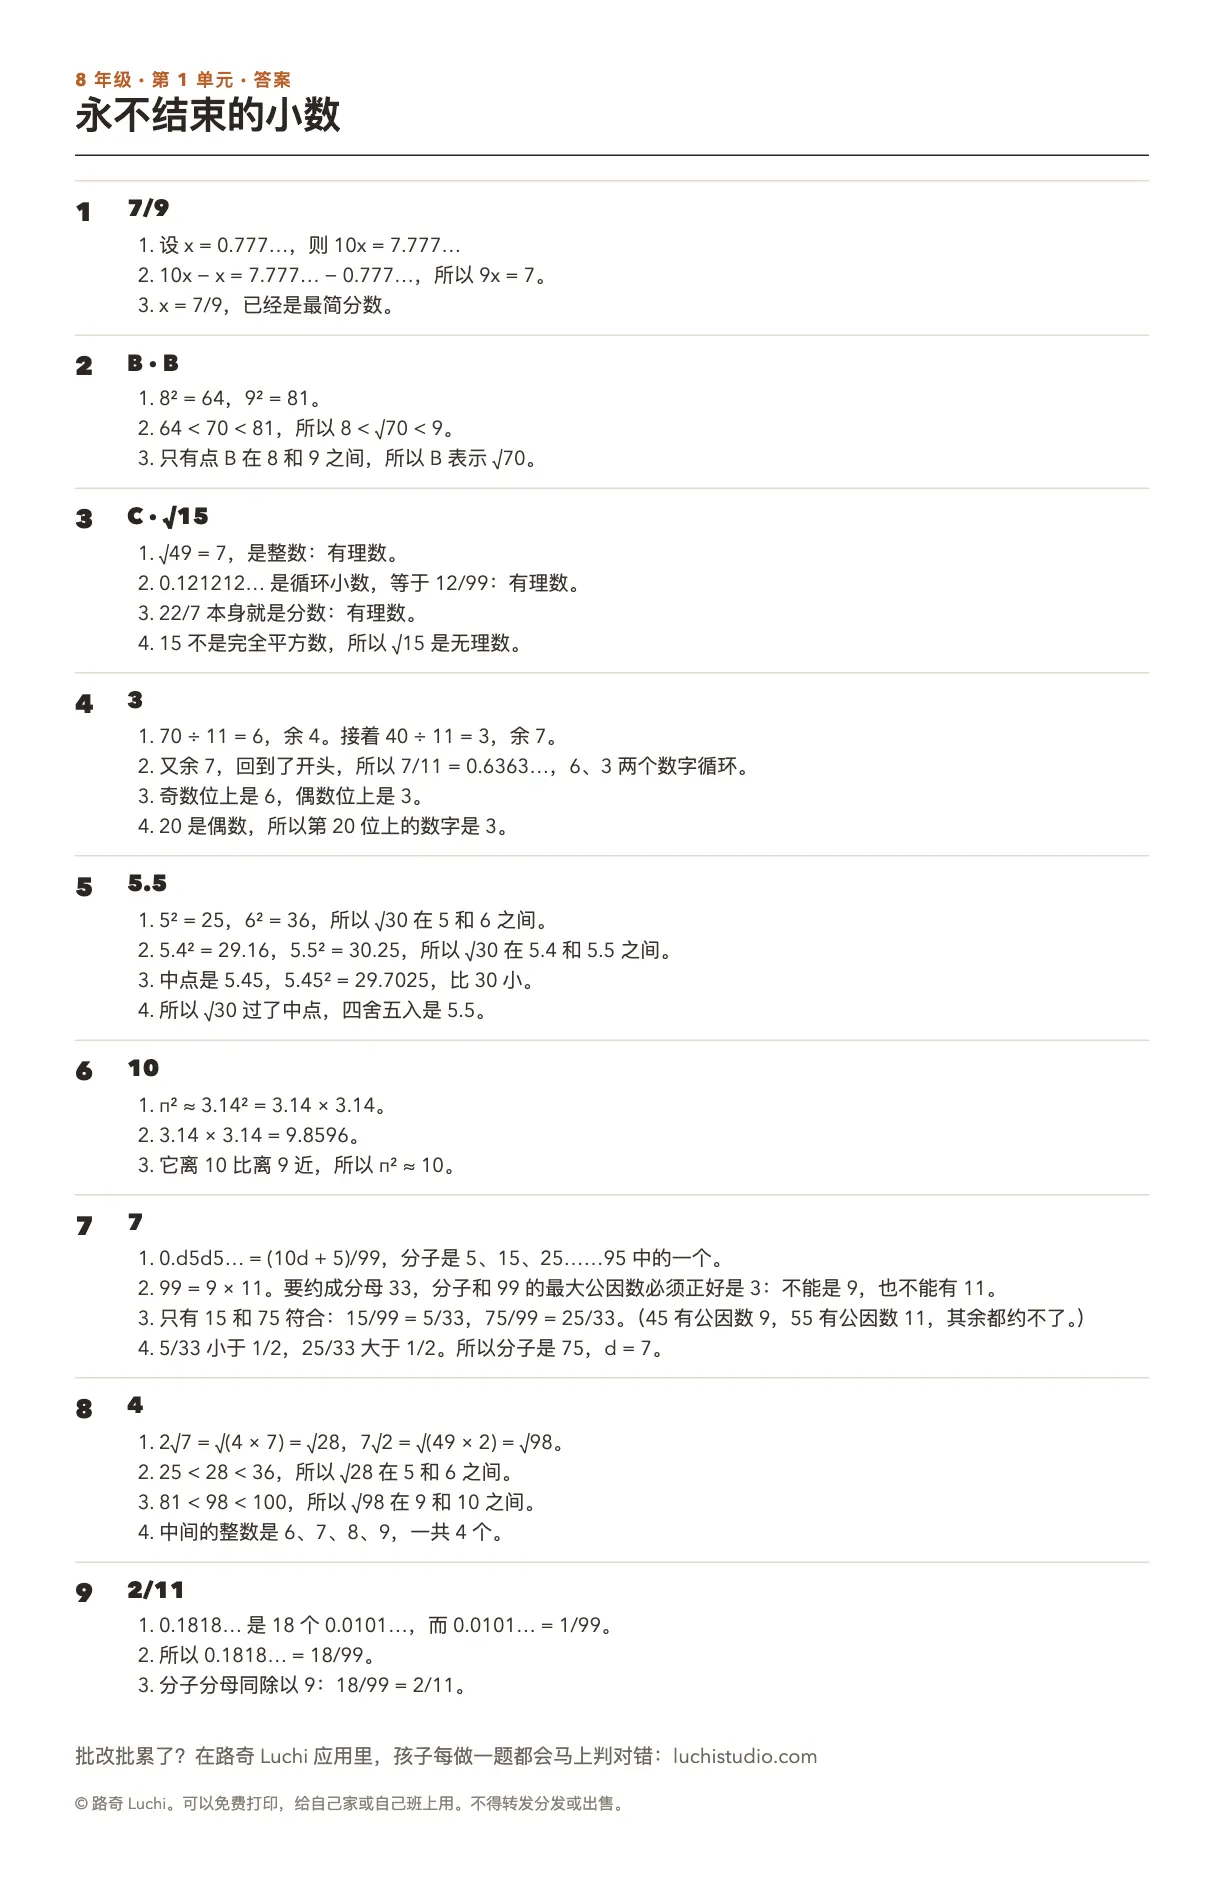 8 年级 · 第 1 单元 · 答案
永不结束的小数
1 7/9
1. 设 x = 0.777…，则 10x = 7.777…
2. 10x − x = 7.777… − 0.777…，所以 9x = 7。
3. x = 7/9，已经是最简分数。
2 B · B
1. 8² = 64，9² = 81。
2. 64 < 70 < 81，所以 8 < √70 < 9。
3. 只有点 B 在 8 和 9 之间，所以 B 表示 √70。
3 C · √15
1. √49 = 7，是整数：有理数。
2. 0.121212… 是循环小数，等于 12/99：有理数。
3. 22/7 本身就是分数：有理数。
4. 15 不是完全平方数，所以 √15 是无理数。
4 3
1. 70 ÷ 11 = 6，余 4。接着 40 ÷ 11 = 3，余 7。
2. 又余 7，回到了开头，所以 7/11 = 0.6363…，6、3 两个数字循环。
3. 奇数位上是 6，偶数位上是 3。
4. 20 是偶数，所以第 20 位上的数字是 3。
5 5.5
1. 5² = 25，6² = 36，所以 √30 在 5 和 6 之间。
2. 5.4² = 29.16，5.5² = 30.25，所以 √30 在 5.4 和 5.5 之间。
3. 中点是 5.45，5.45² = 29.7025，比 30 小。
4. 所以 √30 过了中点，四舍五入是 5.5。
6 10
1. π² ≈ 3.14² = 3.14 × 3.14。
2. 3.14 × 3.14 = 9.8596。
3. 它离 10 比离 9 近，所以 π² ≈ 10。
7 7
1. 0.d5d5… = (10d + 5)/99，分子是 5、15、25……95 中的一个。
2. 99 = 9 × 11。要约成分母 33，分子和 99 的最大公因数必须正好是 3：不能是 9，也不能有 11。
3. 只有 15 和 75 符合：15/99 = 5/33，75/99 = 25/33。（45 有公因数 9，55 有公因数 11，其余都约不了。）
4. 5/33 小于 1/2，25/33 大于 1/2。所以分子是 75，d = 7。
8 4
1. 2√7 = √(4 × 7) = √28，7√2 = √(49 × 2) = √98。
2. 25 < 28 < 36，所以 √28 在 5 和 6 之间。
3. 81 < 98 < 100，所以 √98 在 9 和 10 之间。
4. 中间的整数是 6、7、8、9，一共 4 个。
9 2/11
1. 0.1818… 是 18 个 0.0101…，而 0.0101… = 1/99。
2. 所以 0.1818… = 18/99。
3. 分子分母同除以 9：18/99 = 2/11。
批改批累了？在路奇 Luchi 应用里，孩子每做一题都会马上判对错：luchistudio.com
© 路奇 Luchi。可以免费打印，给自己家或自己班上用。不得转发分发或出售。